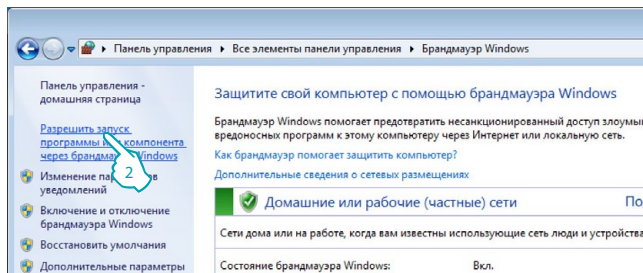 Панель управления ▸ Все элементы панели управления ▸ Брандмауэр Windows
Панель управления -
домашняя страница
Разрешить запуск
программы или компонента
через брандмауэр Windows
2
Изменение параметров
уведомлений
Включение и отключение
брандмауэра Windows
Восстановить умолчания
Дополнительные параметры
Защитите свой компьютер с помощью брандмауэра Windows
Брандмауэр Windows помогает предотвратить несанкционированный доступ злоумы
вредоносных программ к этому компьютеру через Интернет или локальную сеть.
Как брандмауэр помогает защитить компьютер?
Дополнительные сведения о сетевых размещениях
Домашние или рабочие (частные) сети По
Сети дома или на работе, когда вам известны использующие сеть люди и устройства
Состояние брандмауэра Windows: Вкл.